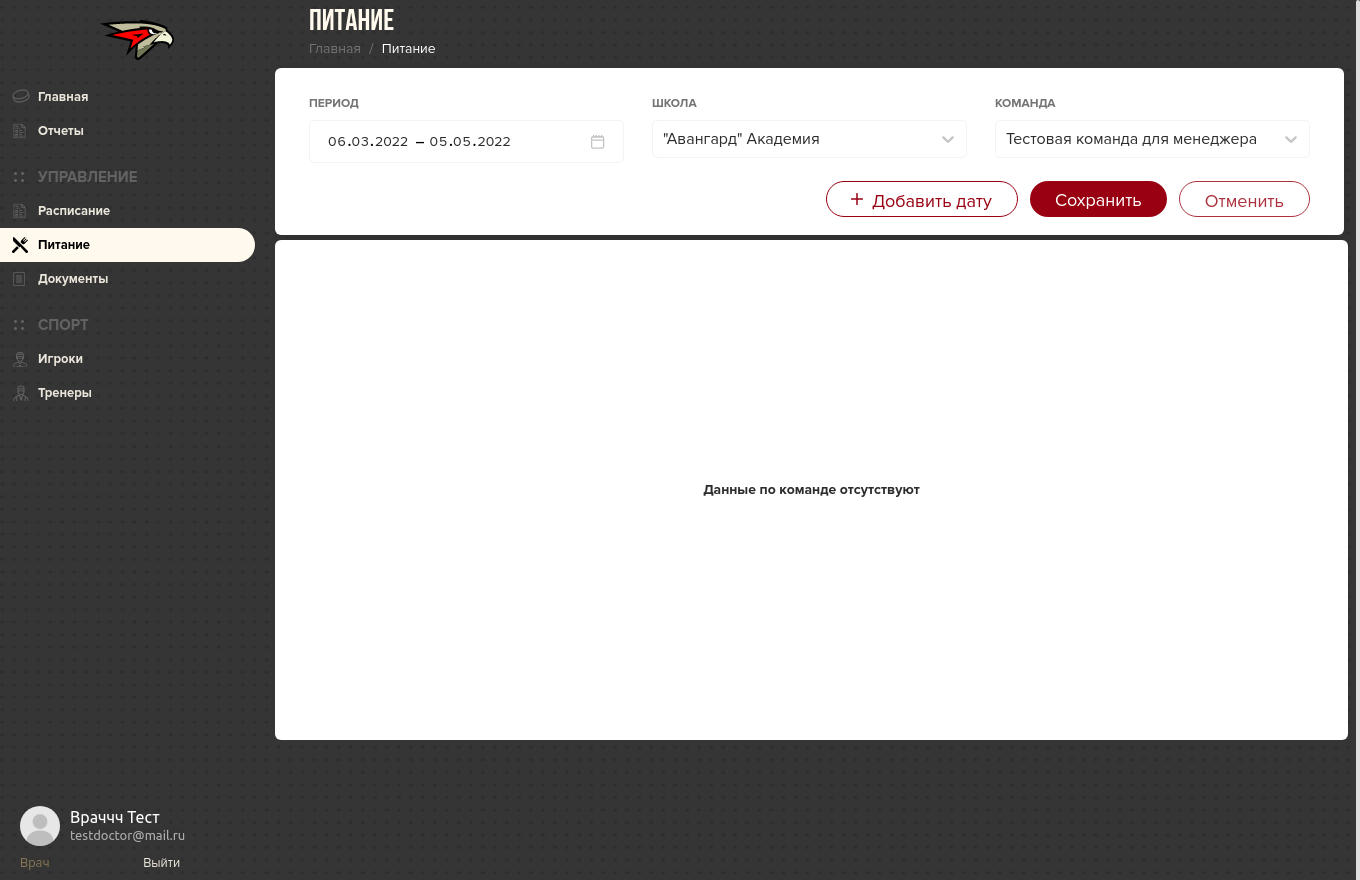 ПИТАНИЕ
Главная / Питание
Главная
Отчеты
УПРАВЛЕНИЕ
Расписание
Питание
Документы
СПОРТ
Игроки
Тренеры
ПЕРИОД
06.03.2022 – 05.05.2022
ШКОЛА
"Авангард" Академия
КОМАНДА
Тестовая команда для менеджера
+ Добавить дату
Сохранить
Отменить
Данные по команде отсутствуют
Враччч Тест
testdoctor@mail.ru
Врач
Выйти